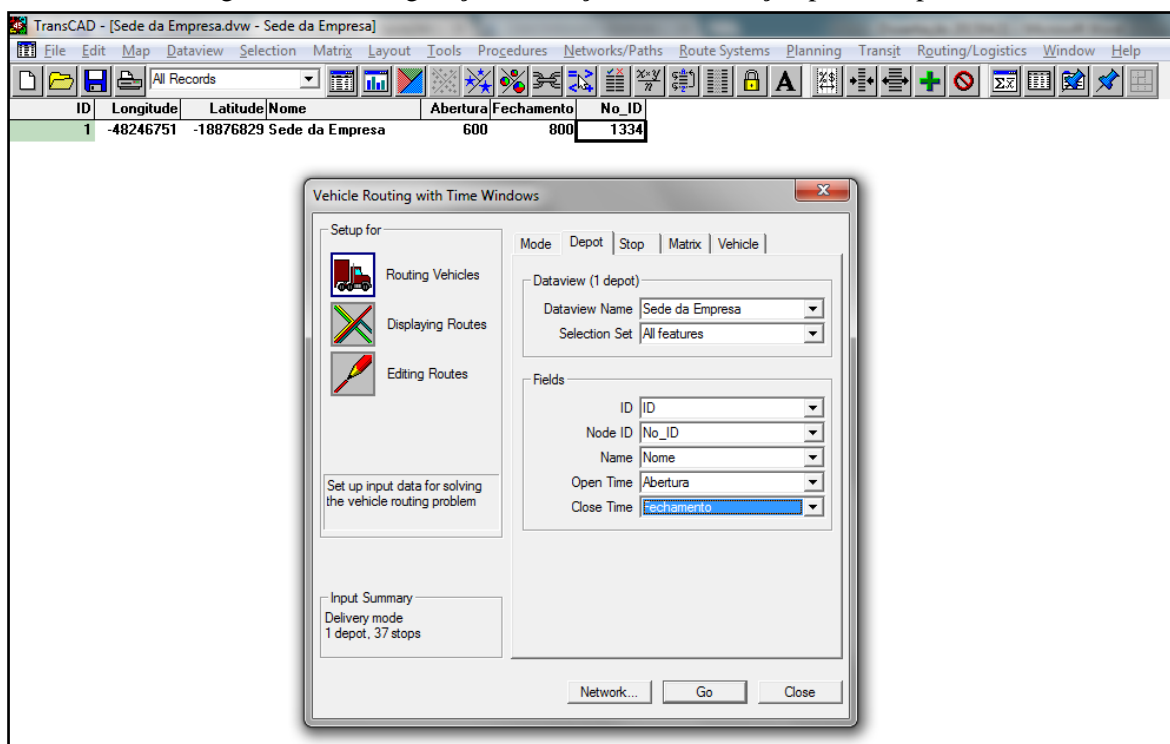 TransCAD - [Sede da Empresa.dvw - Sede da Empresa]
File Edit Map Dataview Selection Matrix Layout Tools Procedures Networks/Paths Route Systems Planning Transit Routing/Logistics Window Help
All Records
ID Longitude Latitude Nome Abertura Fechamento No_ID
1 -48246751 -18876829 Sede da Empresa 600 800 1334
Vehicle Routing with Time Windows
Setup for
Routing Vehicles
Displaying Routes
Editing Routes
Set up input data for solving
the vehicle routing problem
Input Summary
Delivery mode
1 depot, 37 stops
Mode Depot Stop Matrix Vehicle
Dataview (1 depot)
Dataview Name Sede da Empresa
Selection Set All features
Fields
ID ID
Node ID No_ID
Name Nome
Open Time Abertura
Close Time Fechamento
Network... Go Close